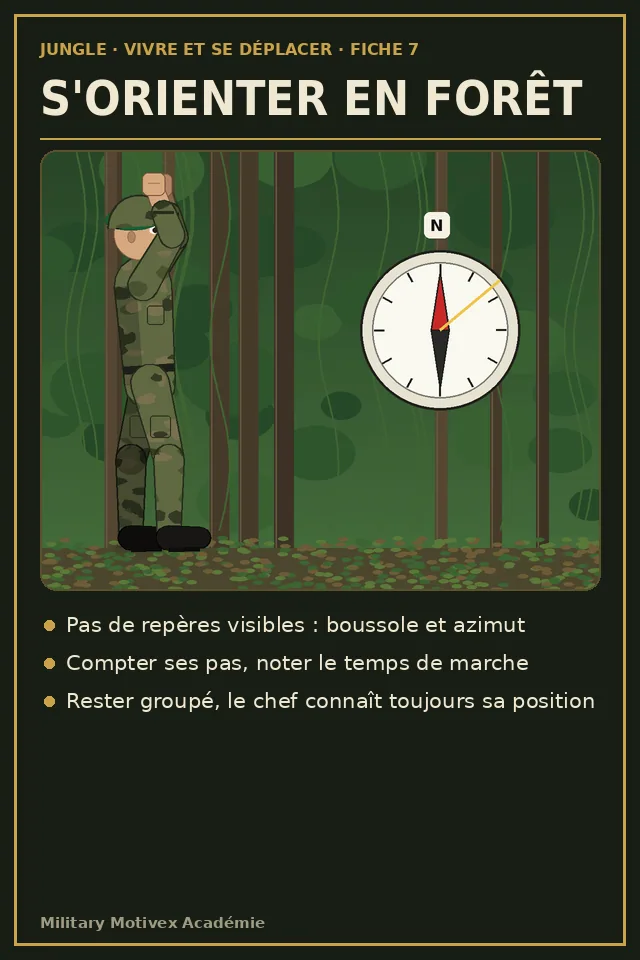 JUNGLE · VIVRE ET SE DÉPLACER · FICHE 7
S'ORIENTER EN FORÊT
N
Pas de repères visibles : boussole et azimut
Compter ses pas, noter le temps de marche
Rester groupé, le chef connaît toujours sa position
Military Motivex Académie